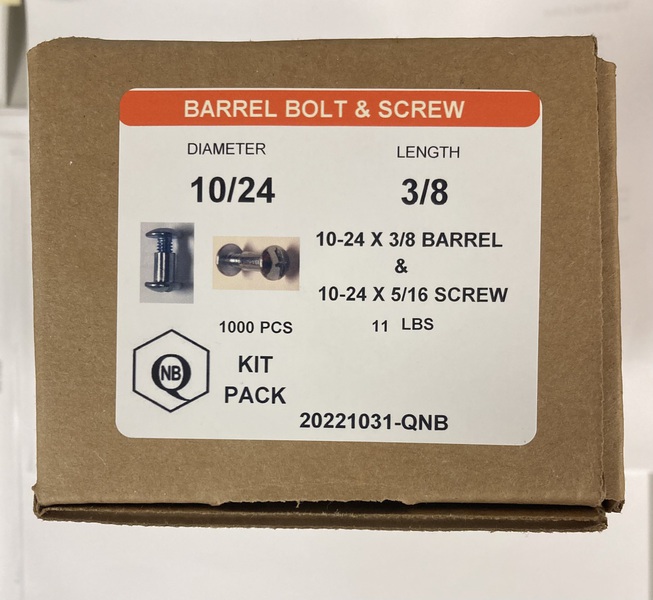 BARREL BOLT & SCREW
DIAMETER LENGTH
10/24 3/8
10-24 X 3/8 BARREL
&
10-24 X 5/16 SCREW
1000 PCS 11 LBS
QNB
KIT
PACK
20221031-QNB